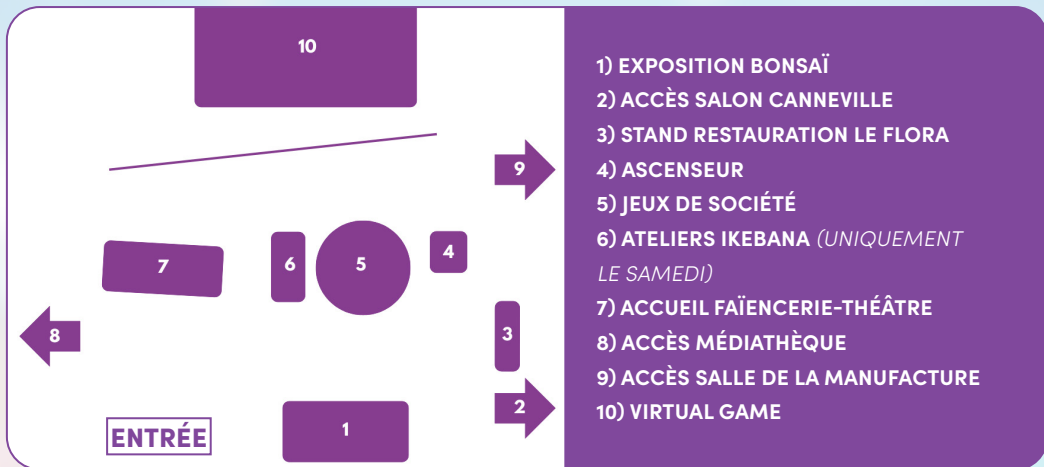 10
9
7
6
5
4
8
3
2
1
ENTRÉE
1) EXPOSITION BONSAÏ
2) ACCÈS SALON CANNEVILLE
3) STAND RESTAURATION LE FLORA
4) ASCENSEUR
5) JEUX DE SOCIÉTÉ
6) ATELIERS IKEBANA (UNIQUEMENT
LE SAMEDI)
7) ACCUEIL FAÏENCERIE-THÉÂTRE
8) ACCÈS MÉDIATHÈQUE
9) ACCÈS SALLE DE LA MANUFACTURE
10) VIRTUAL GAME